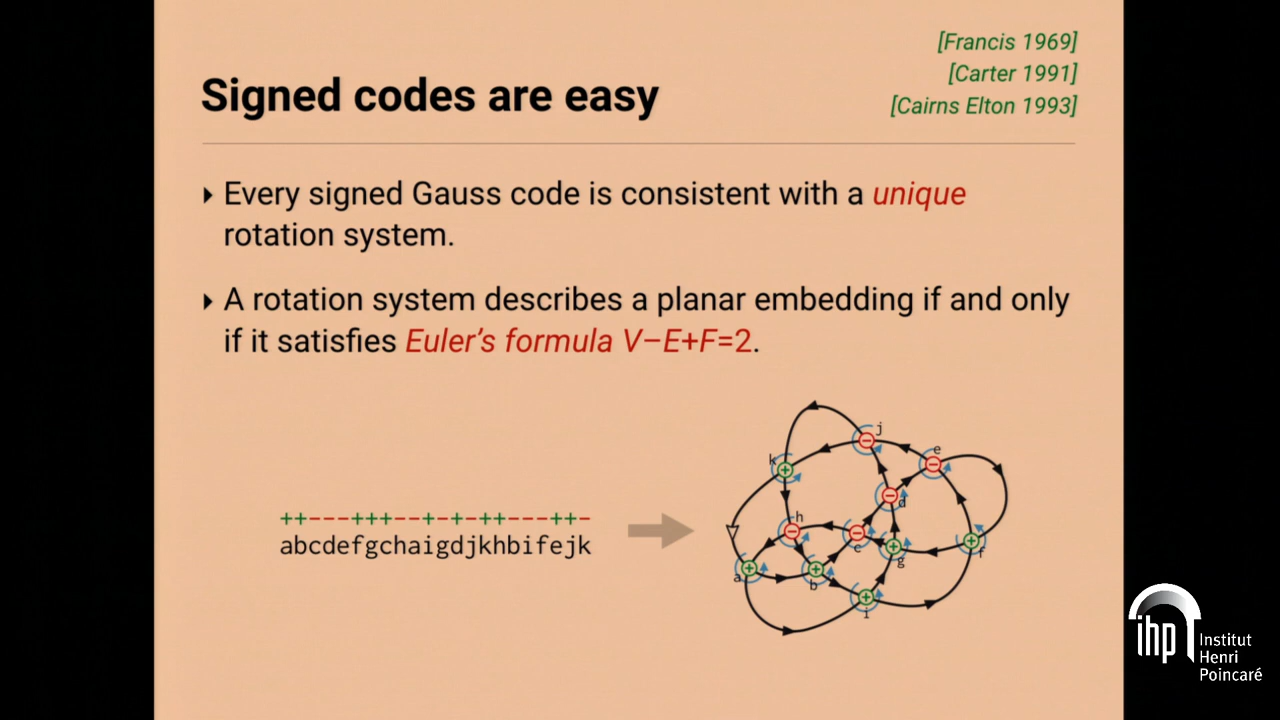 [Francis 1969]
[Carter 1991]
Signed codes are easy
[Cairns Elton 1993]
▸ Every signed Gauss code is consistent with a unique
rotation system.
▸ A rotation system describes a planar embedding if and only
if it satisfies Euler's formula V−E+F=2.
++---+++--+-+-++---++-
abcdefgchaigdjkhbifejk
j
e
k
d
h
c
g
f
a
b
i
ihp Institut
Henri
Poincaré